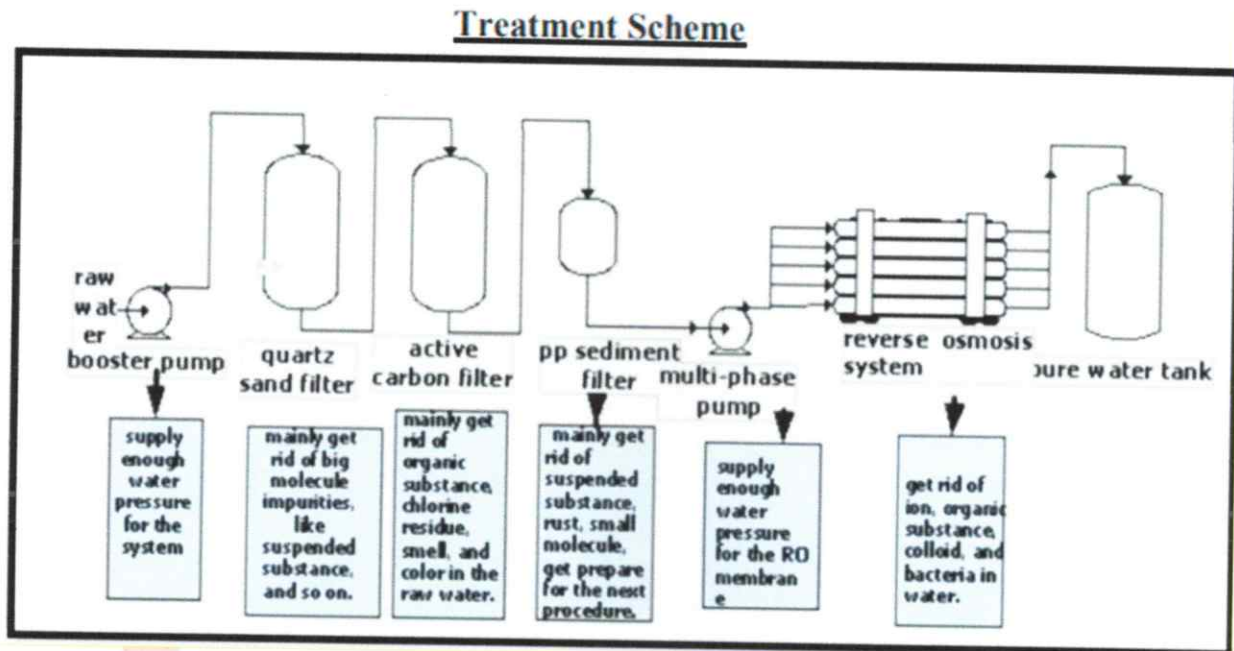 Treatment Scheme
raw
wat
er
booster pump
quartz
sand filter
active
carbon filter
pp sediment
filter
multi-phase
pump
reverse osmosis
system
pure water tank
supply
enough
water
pressure
for the
system
mainly get
rid of big
molecule
impurities,
like
suspended
substance,
and so on.
mainly get
rid of
organic
substance,
chlorine
residue,
smell, and
color in the
raw water.
mainly get
rid of
suspended
substance,
rust, small
molecule,
get prepare
for the next
procedure.
supply
enough
water
pressure
for the RO
membran
e
get rid of
ion, organic
substance,
colloid, and
bacteria in
water.